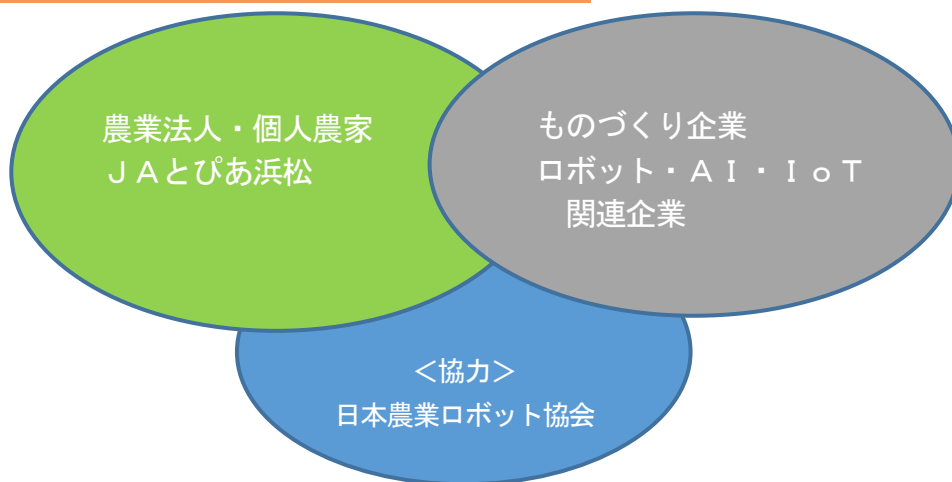 農業法人・個人農家
ＪＡとぴあ浜松
ものづくり企業
ロボット・ＡＩ・ＩｏＴ
関連企業
＜協力＞
日本農業ロボット協会